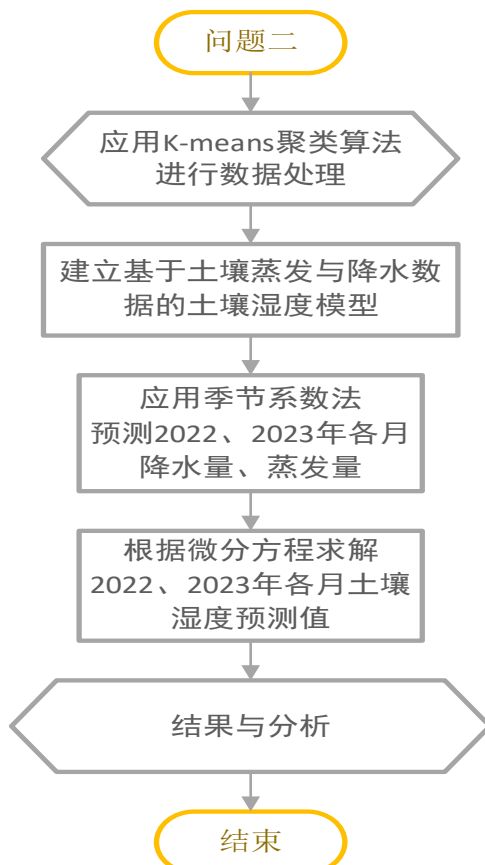 问题二
应用K-means聚类算法
进行数据处理
建立基于土壤蒸发与降水数
据的土壤湿度模型
应用季节系数法
预测2022、2023年各月
降水量、蒸发量
根据微分方程求解
2022、2023年各月土壤
湿度预测值
结果与分析
结束